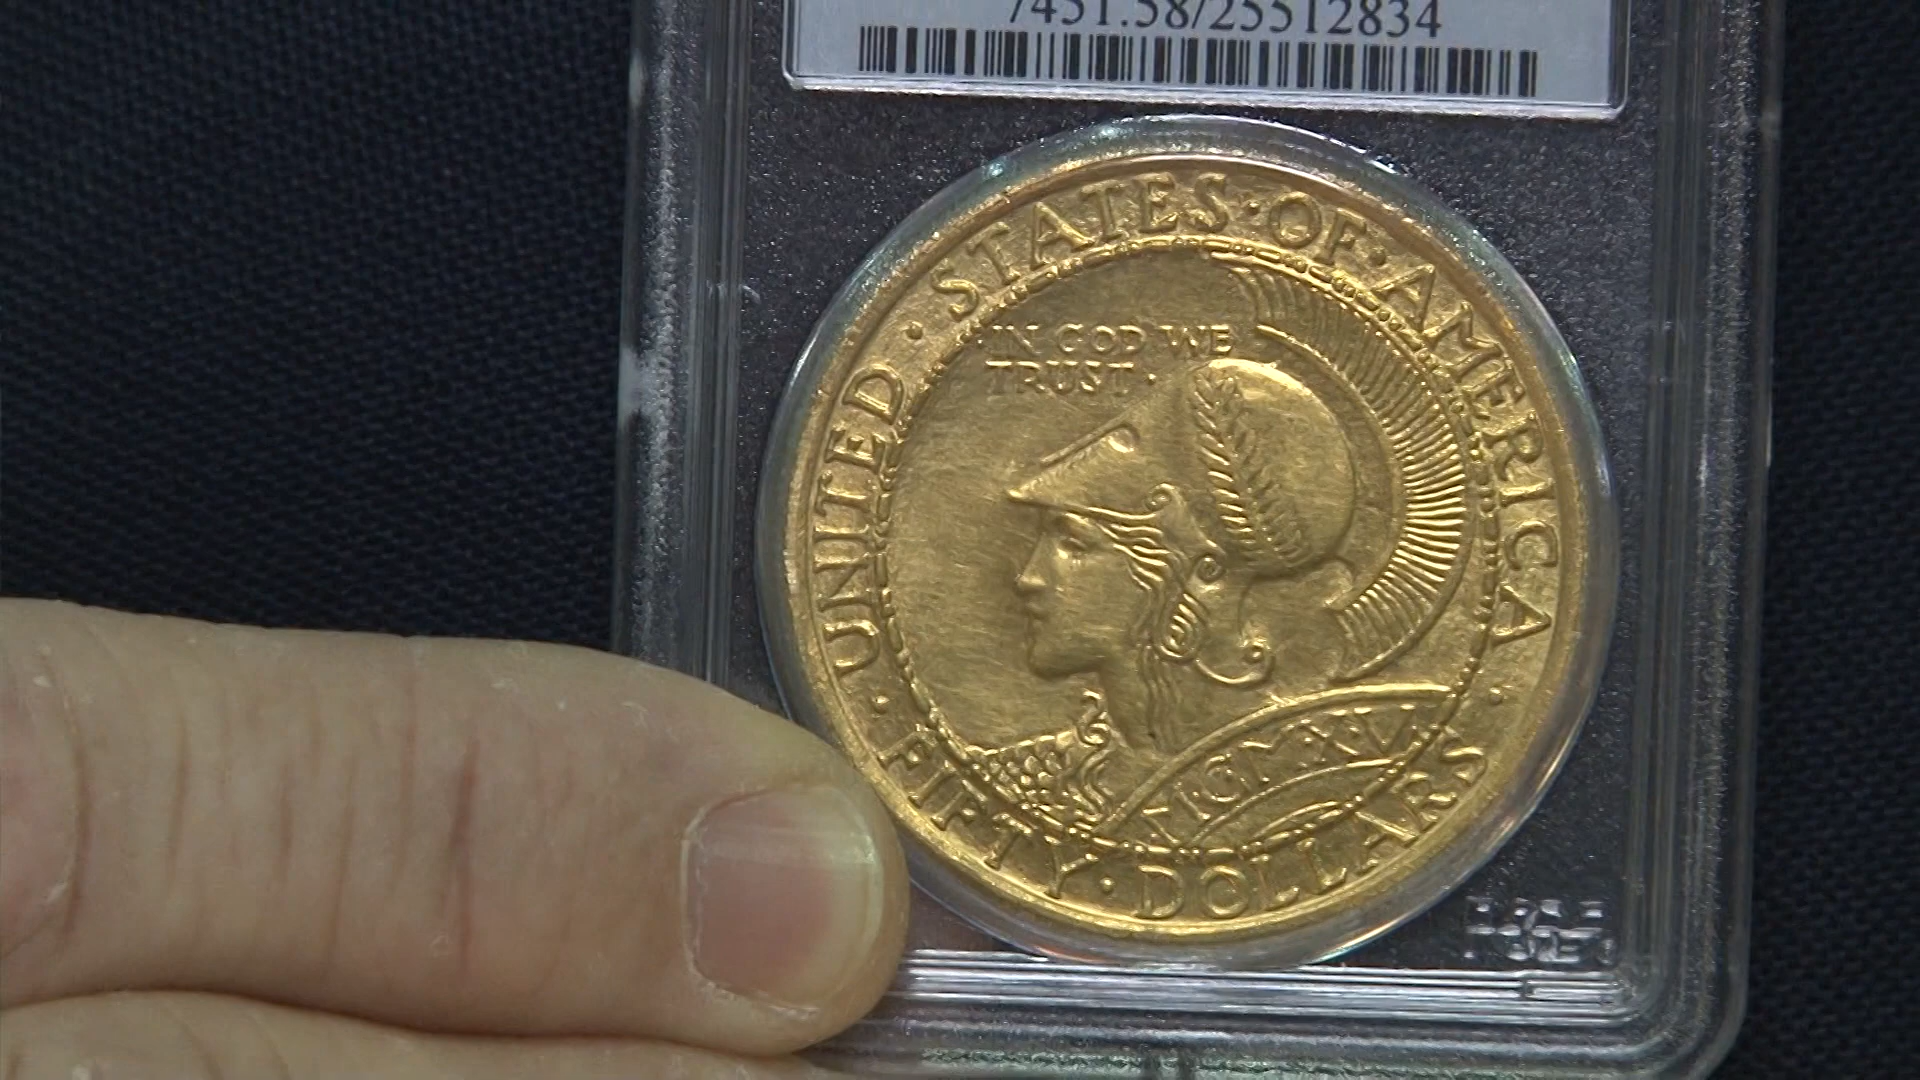 7451.58/25512834
UNITED · STATES · OF · AMERICA ·
IN GOD WE
TRUST ·
MCMXV
· FIFTY · DOLLARS